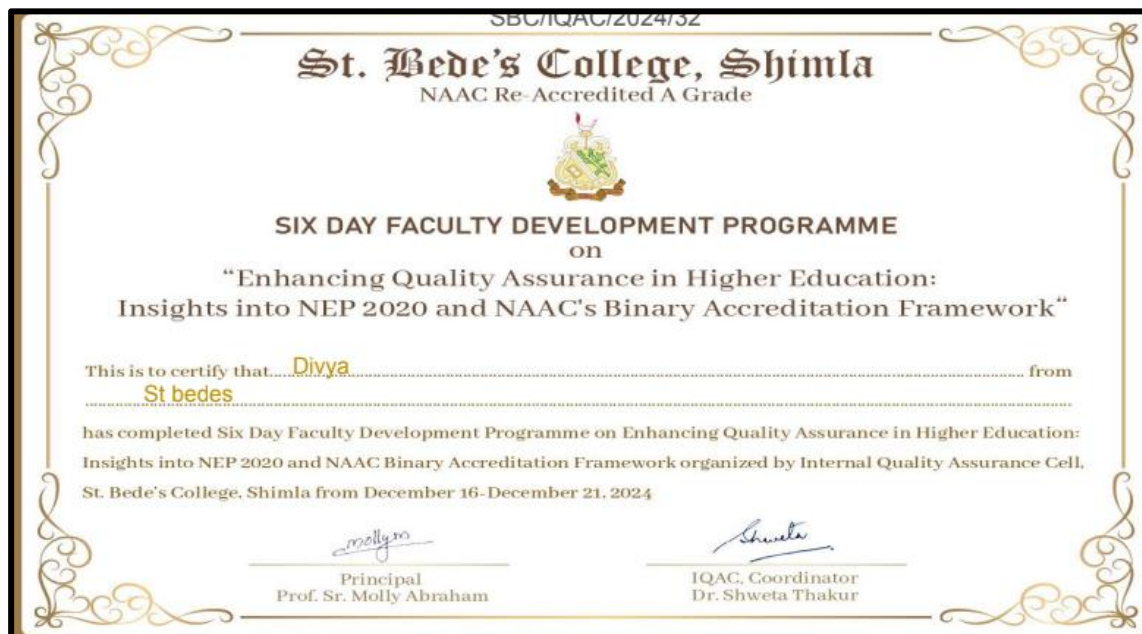 SBC/IQAC/2024/32
St. Bede's College, Shimla
NAAC Re-Accredited A Grade
SIX DAY FACULTY DEVELOPMENT PROGRAMME
on
“Enhancing Quality Assurance in Higher Education:
Insights into NEP 2020 and NAAC's Binary Accreditation Framework“
This is to certify that Divya from
St bedes
has completed Six Day Faculty Development Programme on Enhancing Quality Assurance in Higher Education:
Insights into NEP 2020 and NAAC Binary Accreditation Framework organized by Internal Quality Assurance Cell,
St. Bede's College, Shimla from December 16-December 21, 2024
mollym
Shweta
Principal
Prof. Sr. Molly Abraham
IQAC, Coordinator
Dr. Shweta Thakur